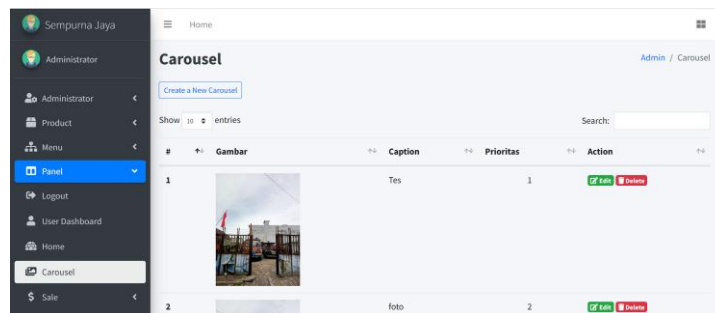 Sempurna Jaya
Administrator
Administrator
Product
Menu
Panel
Logout
User Dashboard
Home
Carousel
$ Sale
Home
Carousel
Admin / Carousel
Create a New Carousel
Show 10 entries
Search:
# Gambar Caption Prioritas Action
1 Tes 1 Edit Delete
2 foto 2 Edit Delete